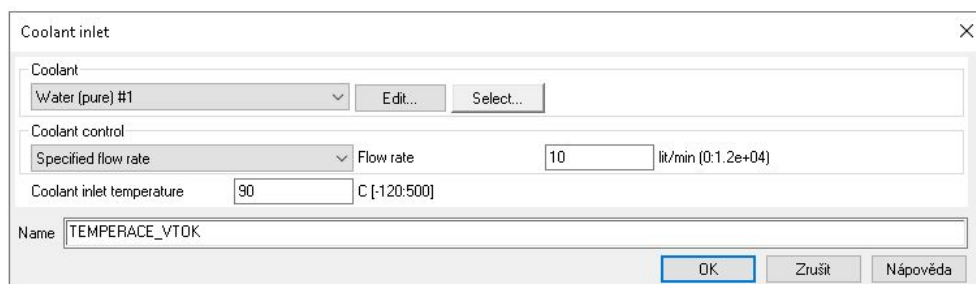 Coolant inlet
Coolant
Water (pure) #1 Edit... Select...
Coolant control
Specified flow rate Flow rate 10 lit/min (0:1.2e+04)
Coolant inlet temperature 90 C [-120:500]
Name TEMPERACE_VTOK
OK Zrušit Nápověda